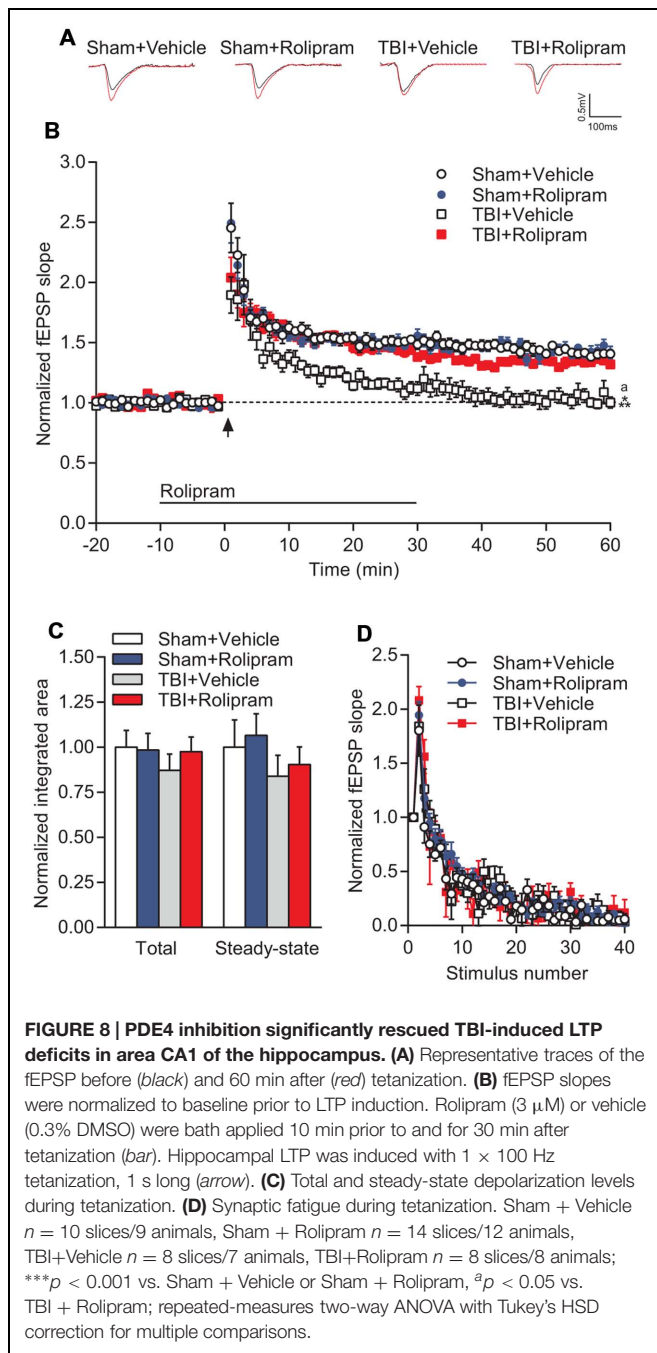 A
Sham+Vehicle Sham+Rolipram TBI+Vehicle TBI+Rolipram
0.5mV
100ms
B
3.0
2.5
2.0
1.5
1.0
0.5
0.0
Normalized fEPSP slope
Sham+Vehicle
Sham+Rolipram
TBI+Vehicle
TBI+Rolipram
a
*
**
Rolipram
-20 -10 0 10 20 30 40 50 60
Time (min)
C
Sham+Vehicle
Sham+Rolipram
TBI+Vehicle
TBI+Rolipram
1.50
1.25
1.00
0.75
0.50
0.25
0.00
Normalized integrated area
Total Steady-state
D
Sham+Vehicle
Sham+Rolipram
TBI+Vehicle
TBI+Rolipram
2.5
2.0
1.5
1.0
0.5
0.0
Normalized fEPSP slope
0 10 20 30 40
Stimulus number
FIGURE 8 | PDE4 inhibition significantly rescued TBI-induced LTP
deficits in area CA1 of the hippocampus. (A) Representative traces of the
fEPSP before (black) and 60 min after (red) tetanization. (B) fEPSP slopes
were normalized to baseline prior to LTP induction. Rolipram (3 μM) or vehicle
(0.3% DMSO) were bath applied 10 min prior to and for 30 min after
tetanization (bar). Hippocampal LTP was induced with 1 × 100 Hz
tetanization, 1 s long (arrow). (C) Total and steady-state depolarization levels
during tetanization. (D) Synaptic fatigue during tetanization. Sham + Vehicle
n = 10 slices/9 animals, Sham + Rolipram n = 14 slices/12 animals,
TBI+Vehicle n = 8 slices/7 animals, TBI+Rolipram n = 8 slices/8 animals;
***p < 0.001 vs. Sham + Vehicle or Sham + Rolipram, ap < 0.05 vs.
TBI + Rolipram; repeated-measures two-way ANOVA with Tukey's HSD
correction for multiple comparisons.